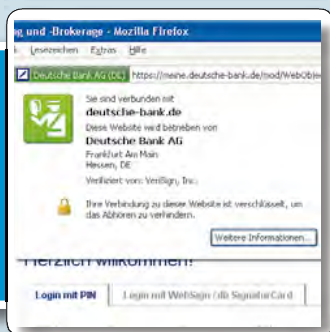 g und -Brokerage - Mozilla Firefox
Lesezeichen Extras Hilfe
Deutsche Bank AG (DE) https://meine.deutsche-bank.de/mod/WebObje
Sie sind verbunden mit
deutsche-bank.de
Diese Website wird betrieben von
Deutsche Bank AG
Frankfurt Am Main
Hessen, DE
Verifiziert von: VeriSign, Inc.
Ihre Verbindung zu dieser Website ist verschlüsselt, um
das Abhören zu verhindern.
Weitere Informationen...
Herzlich willkommen!
Login mit PIN Login mit WebSign / db SignaturCard